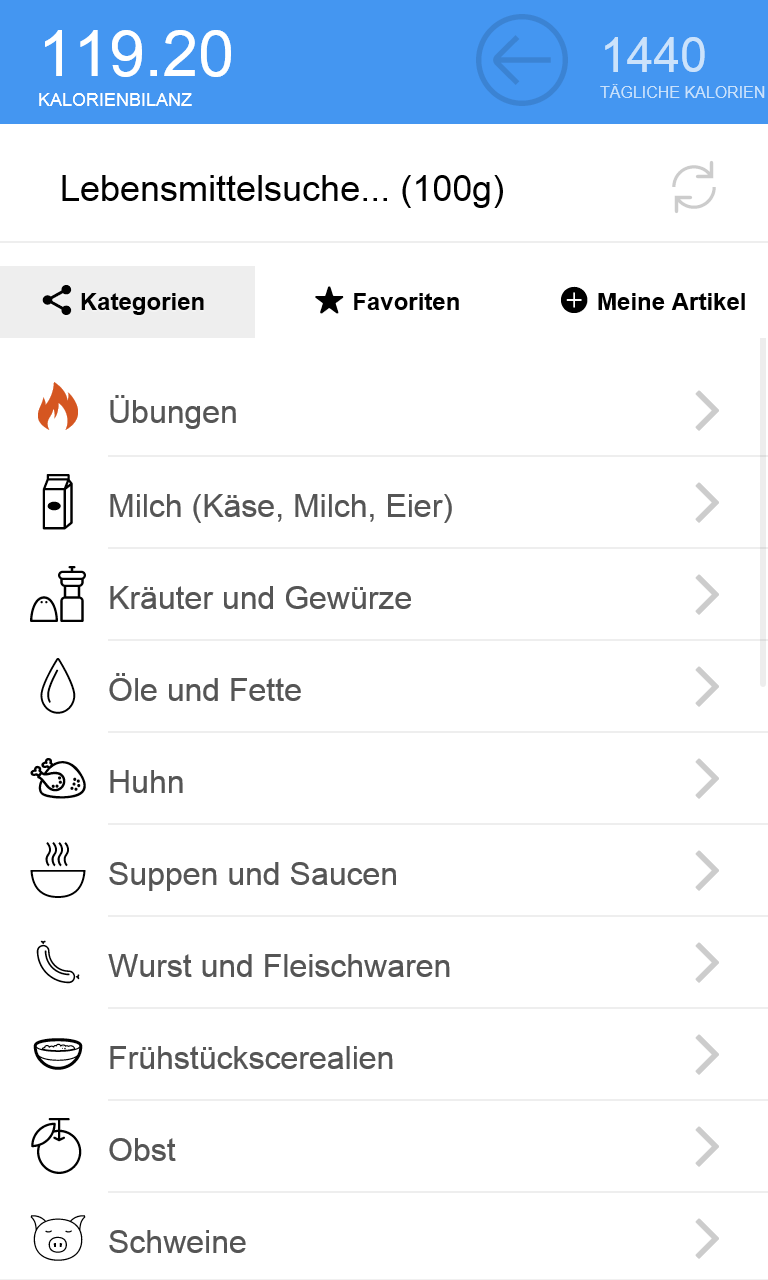 119.20
KALORIENBILANZ
1440
TÄGLICHE KALORIEN
Lebensmittelsuche... (100g)
Kategorien
Favoriten
Meine Artikel
Übungen
Milch (Käse, Milch, Eier)
Kräuter und Gewürze
Öle und Fette
Huhn
Suppen und Saucen
Wurst und Fleischwaren
Frühstückscerealien
Obst
Schweine